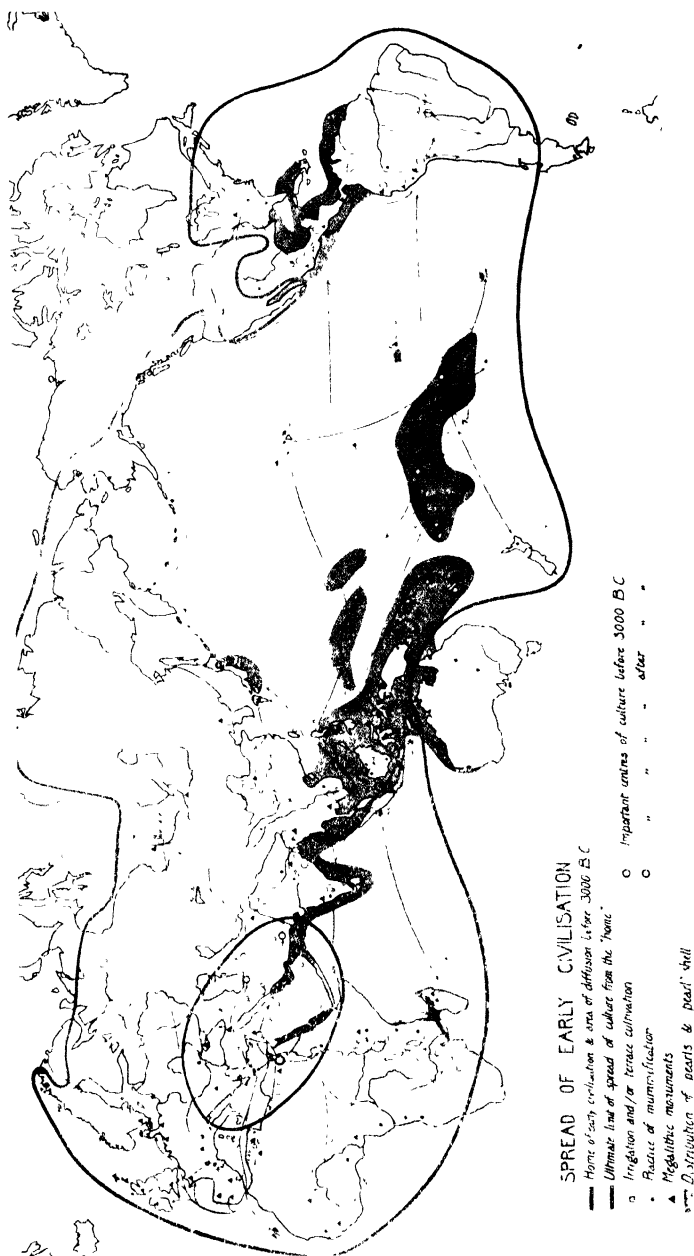 SPREAD OF EARLY CIVILISATION
Home of early civilisation & area of diffusion before 3000 B C
Ultimate limit of spread of culture from the "home"
Irrigation and/or terrace cultivation
Practice of mummification
Megalithic monuments
Distribution of pearls & pearl shell
Important centres of culture before 3000 B C
" " " " after " "